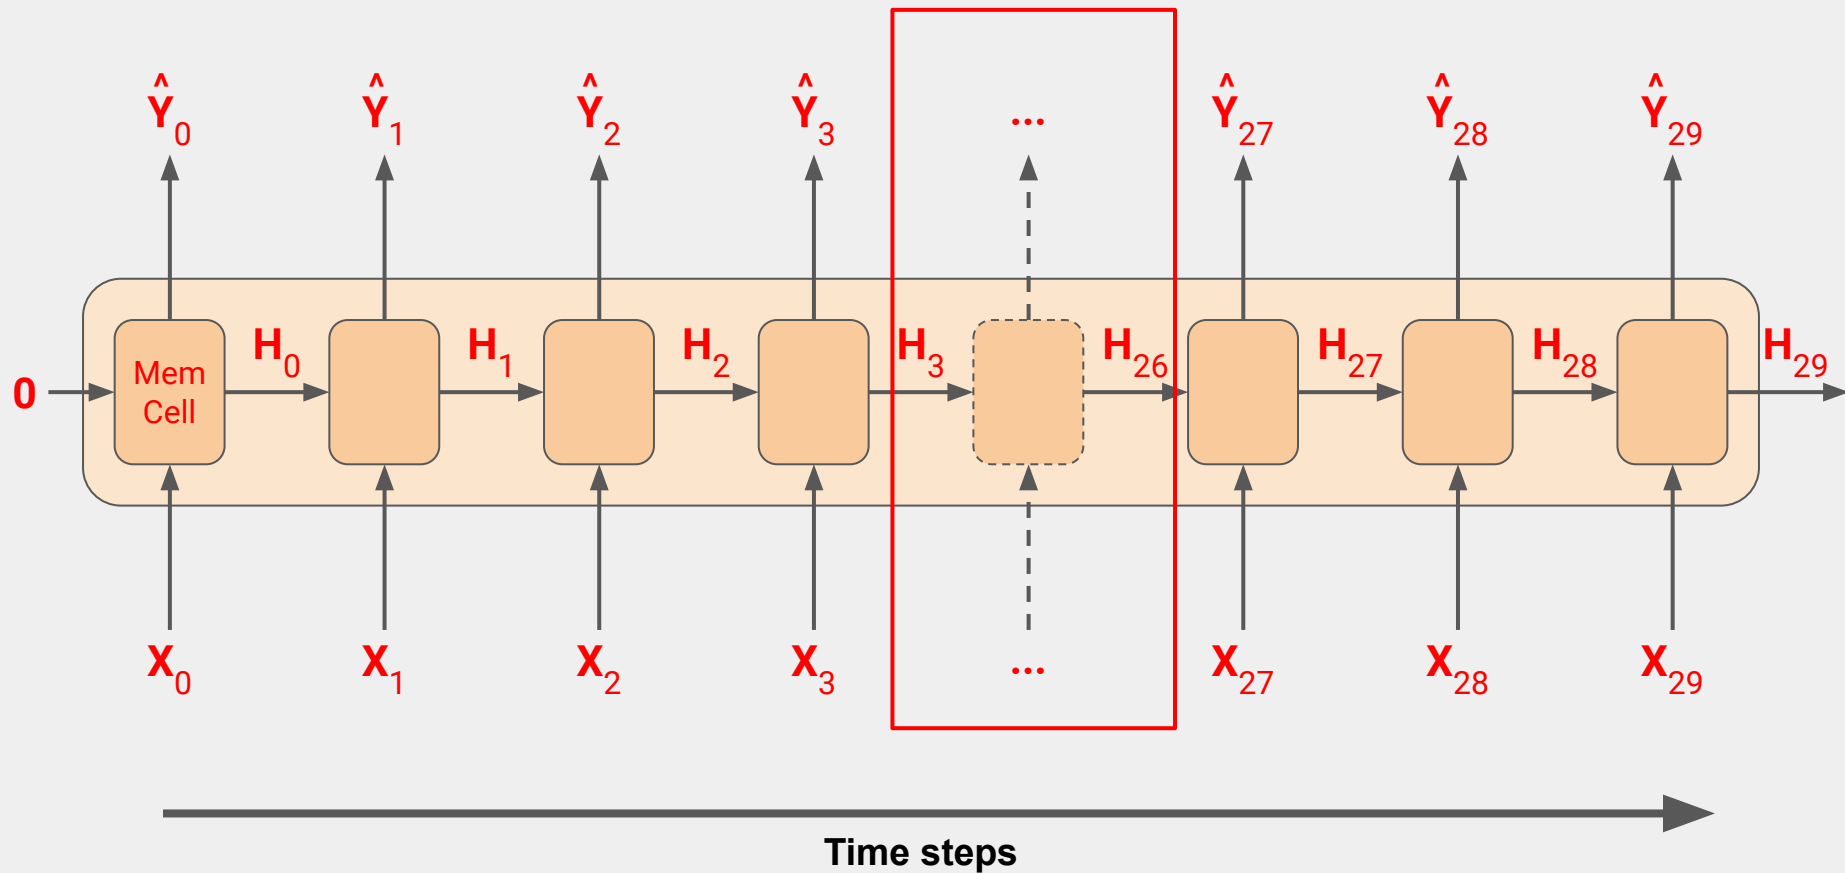 Ŷ0 Ŷ1 Ŷ2 Ŷ3 ... Ŷ27 Ŷ28 Ŷ29
0 Mem Cell H0 H1 H2 H3 H26 H27 H28 H29
X0 X1 X2 X3 ... X27 X28 X29
Time steps